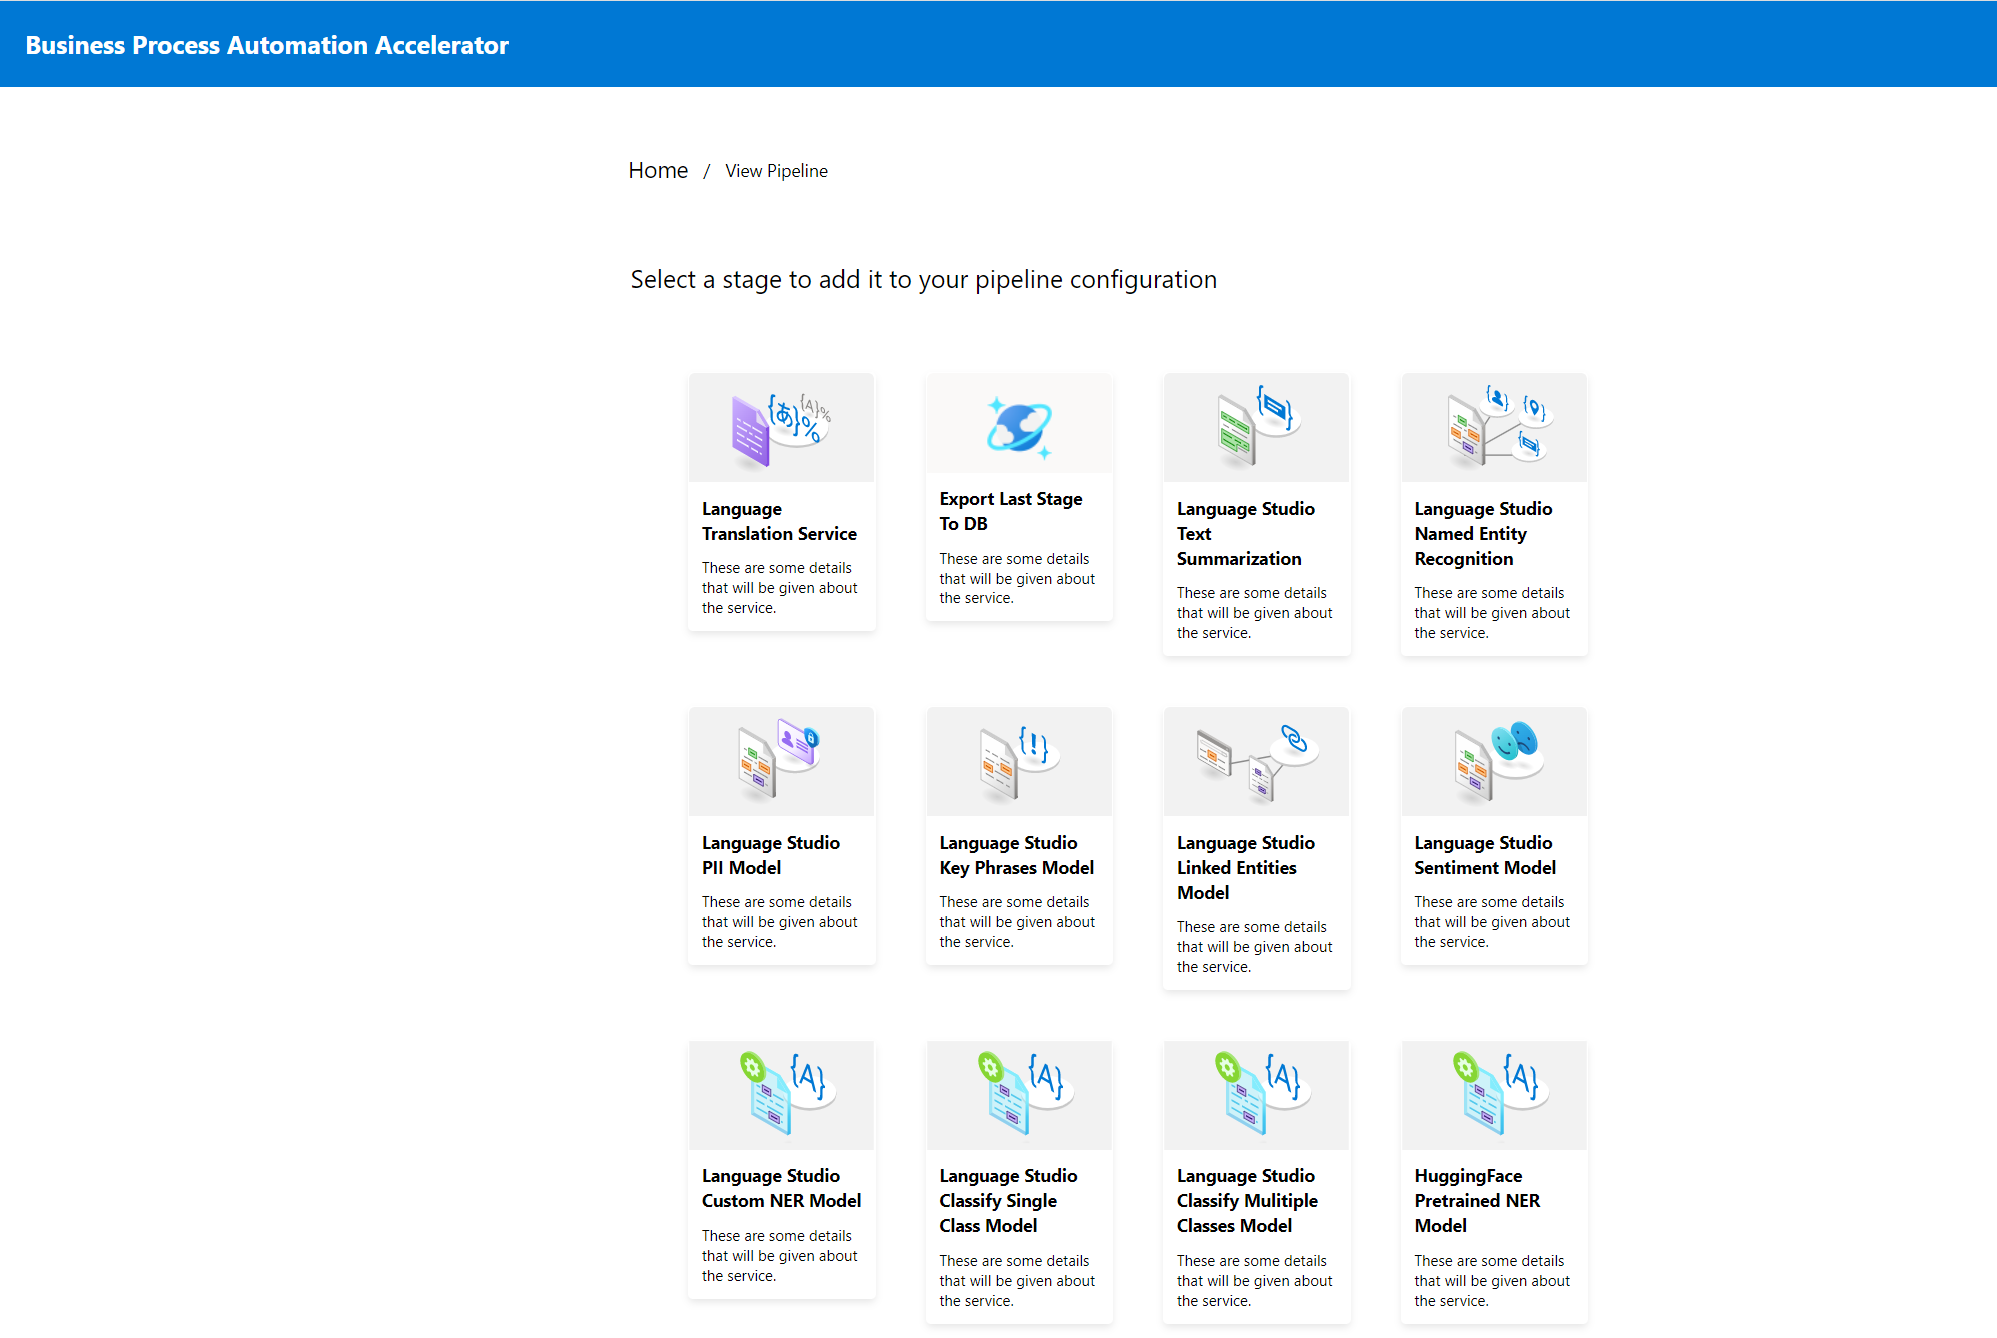 Business Process Automation Accelerator
Home / View Pipeline
Select a stage to add it to your pipeline configuration
{あ}% {A}%
Language
Translation Service
These are some details
that will be given about
the service.
Export Last Stage
To DB
These are some details
that will be given about
the service.
Language Studio
Text
Summarization
These are some details
that will be given about
the service.
Language Studio
Named Entity
Recognition
These are some details
that will be given about
the service.
Language Studio
PII Model
These are some details
that will be given about
the service.
{!}
Language Studio
Key Phrases Model
These are some details
that will be given about
the service.
Language Studio
Linked Entities
Model
These are some details
that will be given about
the service.
Language Studio
Sentiment Model
These are some details
that will be given about
the service.
{A}
Language Studio
Custom NER Model
These are some details
that will be given about
the service.
{A}
Language Studio
Classify Single
Class Model
These are some details
that will be given about
the service.
{A}
Language Studio
Classify Mulitiple
Classes Model
These are some details
that will be given about
the service.
{A}
HuggingFace
Pretrained NER
Model
These are some details
that will be given about
the service.